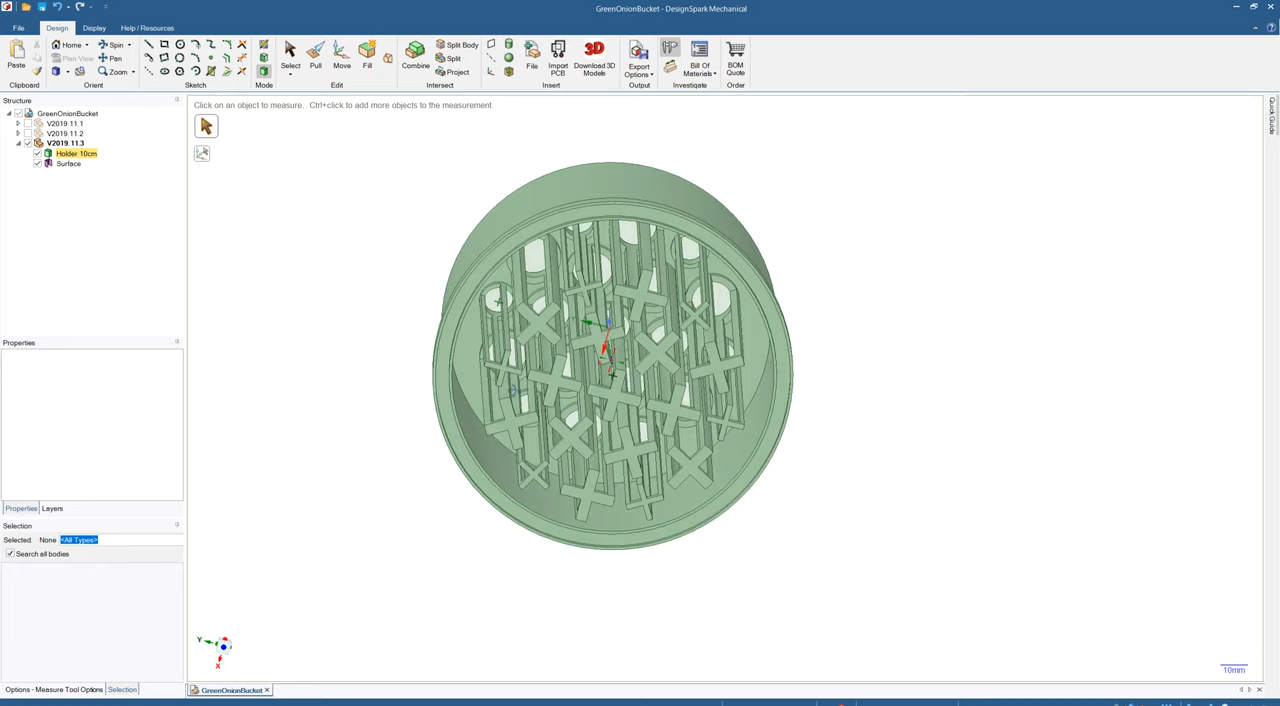 GreenOnionBucket - DesignSpark Mechanical
File Design Display Help / Resources
Paste
Home Spin
Plan View Pan
Zoom
Select Pull Move Fill
Combine
Split Body
Split
Project
File
Import PCB
Download 3D Models
Export Options
Bill Of Materials
BOM Quote
Clipboard Orient Sketch Mode Edit Intersect Insert Output Investigate Order
Structure
GreenOnionBucket
V2019.11.1
V2019.11.2
V2019.11.3
Holder 10cm
Surface
Click on an object to measure. Ctrl+click to add more objects to the measurement.
Quick Guide
Properties
Properties Layers
Selection
Selected: None <All Types>
Search all bodies
Y
X
10mm
Options - Measure Tool Options Selection
GreenOnionBucket